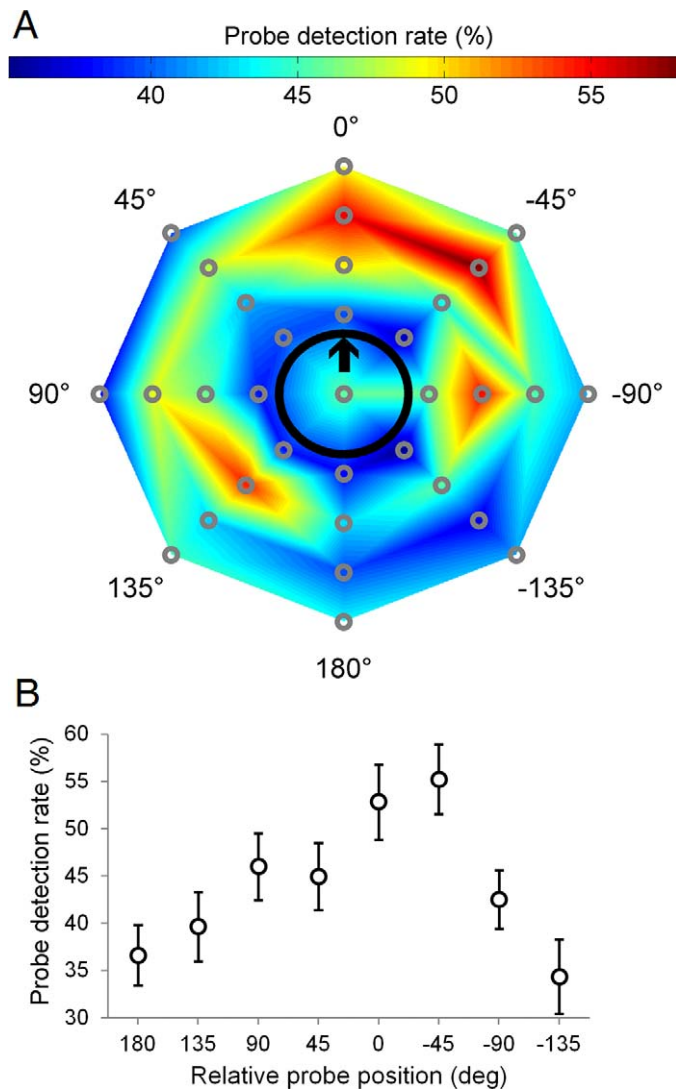 A
Probe detection rate (%)
40 45 50 55
0°
45° -45°
90° -90°
135° -135°
180°
B
Probe detection rate (%)
60
55
50
45
40
35
30
180 135 90 45 0 -45 -90 -135
Relative probe position (deg)